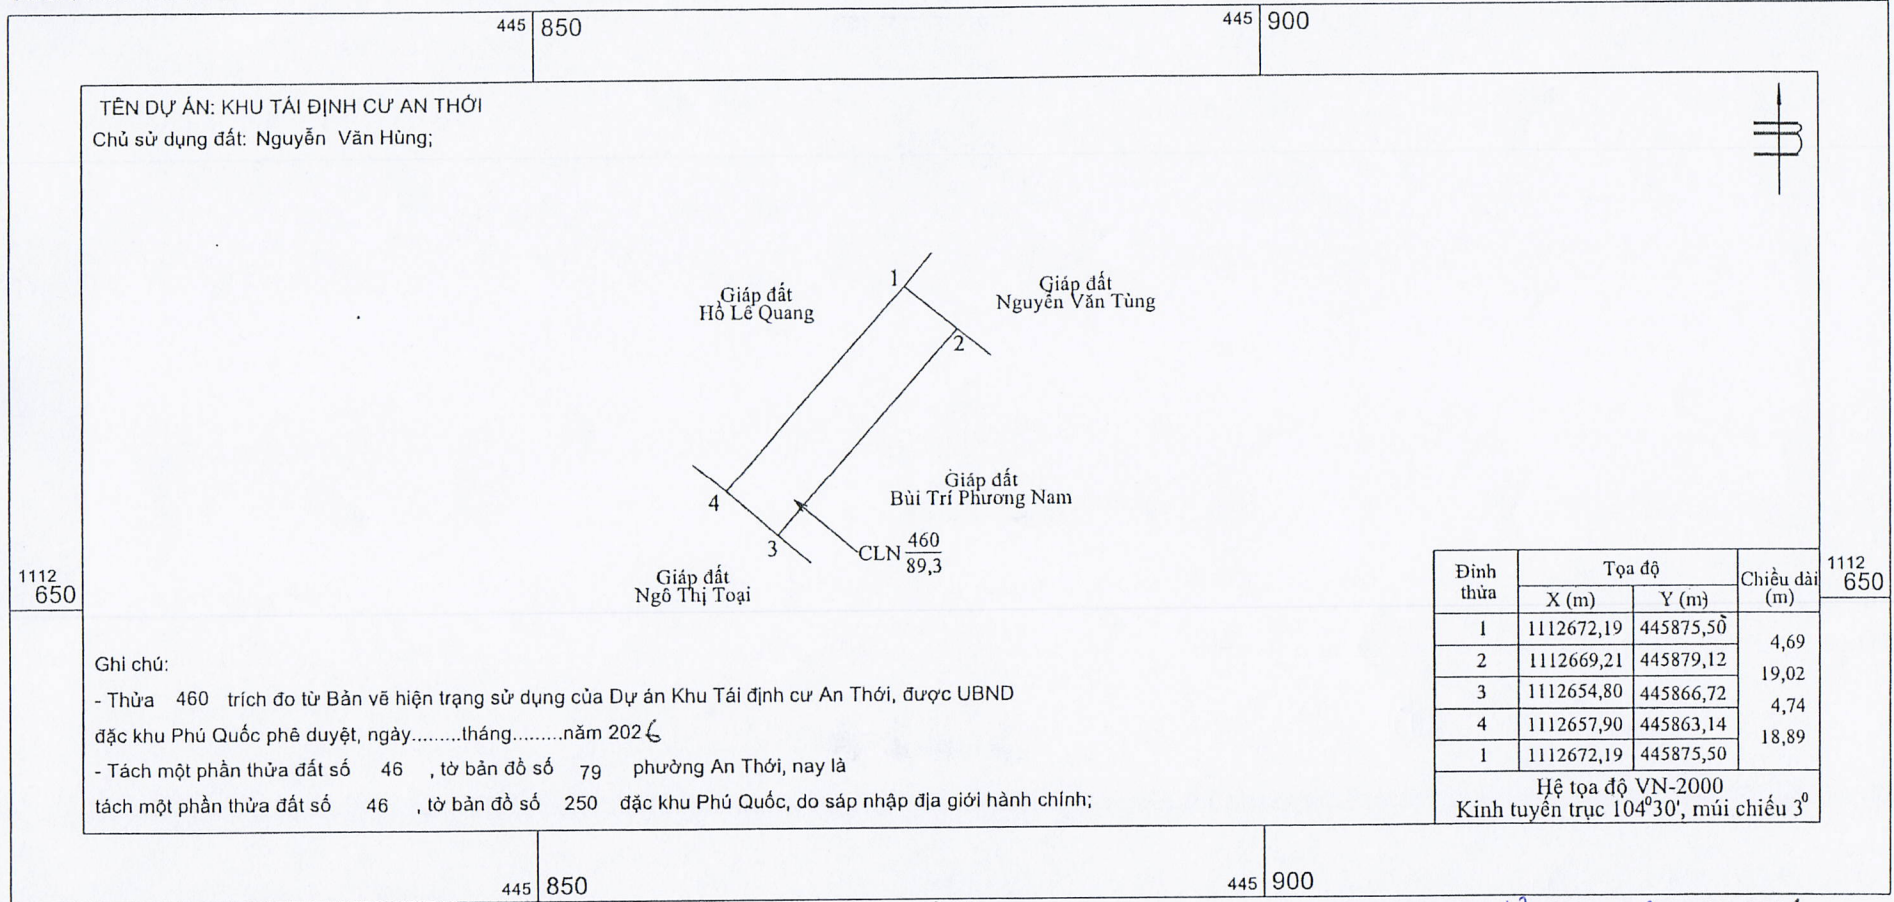 445 850
445 900
TÊN DỰ ÁN: KHU TÁI ĐỊNH CƯ AN THỚI
Chủ sử dụng đất: Nguyễn Văn Hùng;
1
Giáp đất
Hồ Lê Quang
Giáp đất
Nguyễn Văn Tùng
2
4
3
Giáp đất
Bùi Trí Phương Nam
CLN 460
89,3
Giáp đất
Ngô Thị Toại
1112
650
1112
650
Đỉnh thửa | Tọa độ | Chiều dài (m)
X (m) | Y (m)
1 | 1112672,19 | 445875,50
4,69
2 | 1112669,21 | 445879,12
19,02
3 | 1112654,80 | 445866,72
4,74
4 | 1112657,90 | 445863,14
18,89
1 | 1112672,19 | 445875,50
Hệ tọa độ VN-2000
Kinh tuyến trục 104⁰30', múi chiếu 3⁰
Ghi chú:
- Thửa 460 trích đo từ Bản vẽ hiện trạng sử dụng của Dự án Khu Tái định cư An Thới, được UBND
đặc khu Phú Quốc phê duyệt, ngày.........tháng.........năm 2026
- Tách một phần thửa đất số 46 , tờ bản đồ số 79 phường An Thới, nay là
tách một phần thửa đất số 46 , tờ bản đồ số 250 đặc khu Phú Quốc, do sáp nhập địa giới hành chính;
445 850
445 900